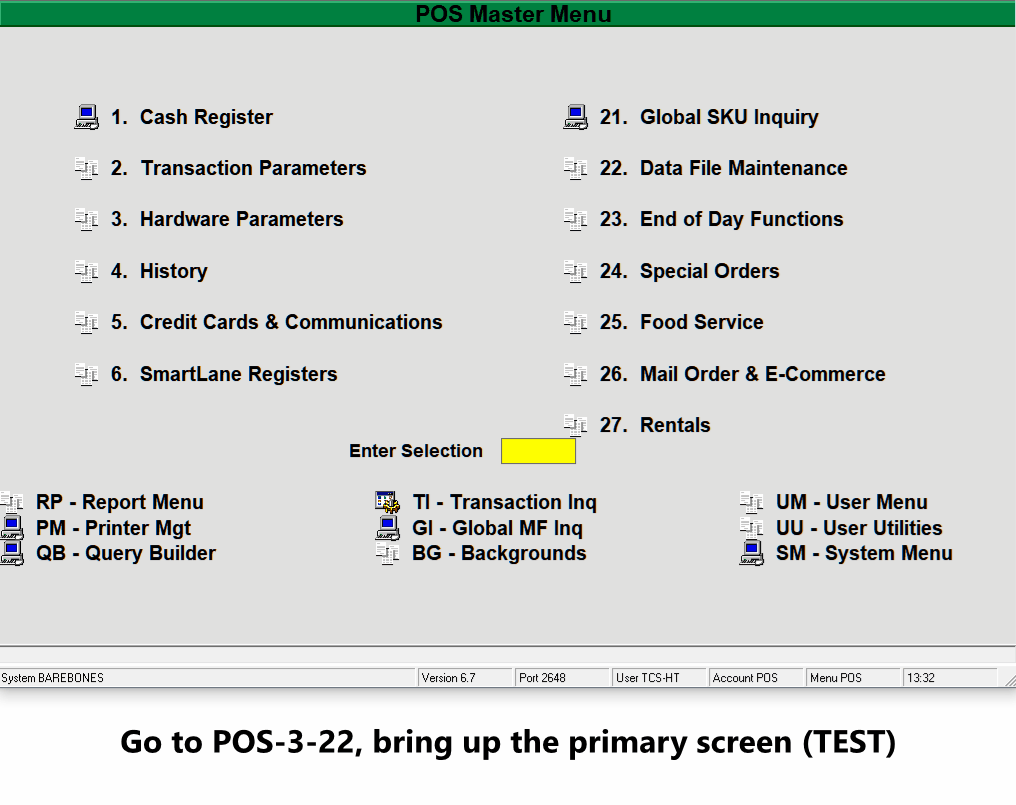 POS Master Menu
1. Cash Register
2. Transaction Parameters
3. Hardware Parameters
4. History
5. Credit Cards & Communications
6. SmartLane Registers
21. Global SKU Inquiry
22. Data File Maintenance
23. End of Day Functions
24. Special Orders
25. Food Service
26. Mail Order & E-Commerce
27. Rentals
Enter Selection
RP - Report Menu
PM - Printer Mgt
QB - Query Builder
TI - Transaction Inq
GI - Global MF Inq
BG - Backgrounds
UM - User Menu
UU - User Utilities
SM - System Menu
System BAREBONES Version 6.7 Port 2648 User TCS-HT Account POS Menu POS 13:32
Go to POS-3-22, bring up the primary screen (TEST)